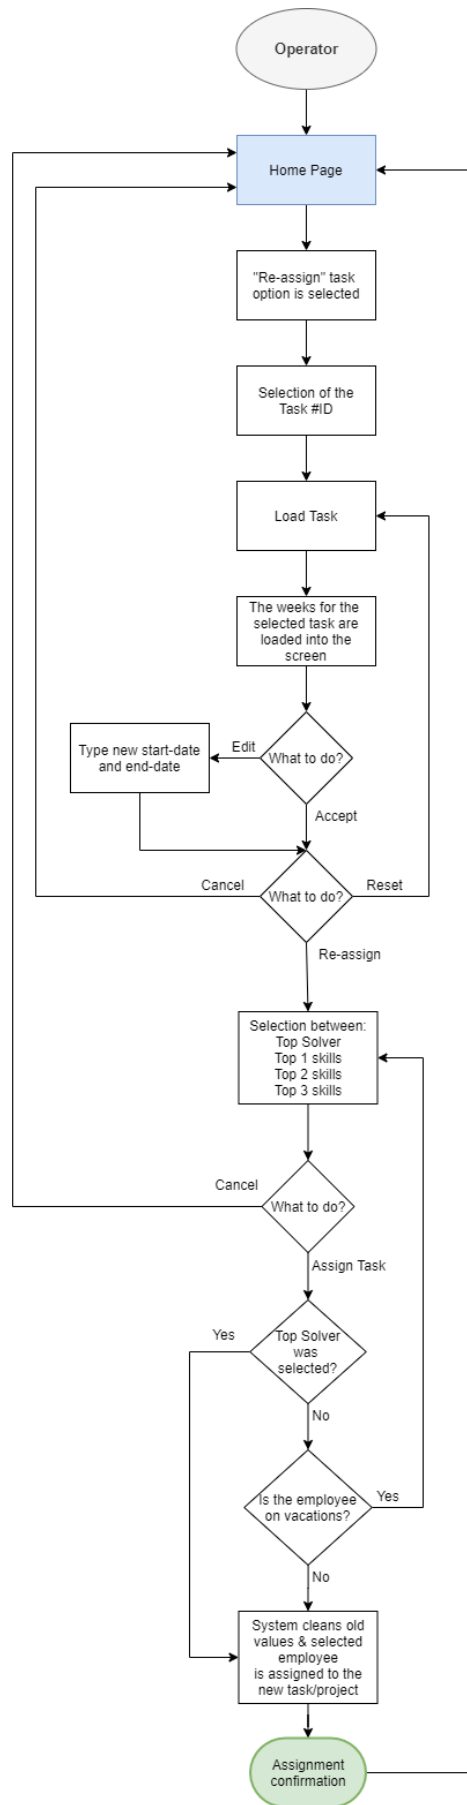 Operator
Home Page
"Re-assign" task
option is selected
Selection of the
Task #ID
Load Task
The weeks for the
selected task are
loaded into the
screen
Type new start-date
and end-date
Edit
What to do?
Accept
Cancel
What to do?
Reset
Re-assign
Selection between:
Top Solver
Top 1 skills
Top 2 skills
Top 3 skills
Cancel
What to do?
Assign Task
Yes
Top Solver
was
selected?
No
Is the employee
on vacations?
Yes
No
System cleans old
values & selected
employee
is assigned to the
new task/project
Assignment
confirmation